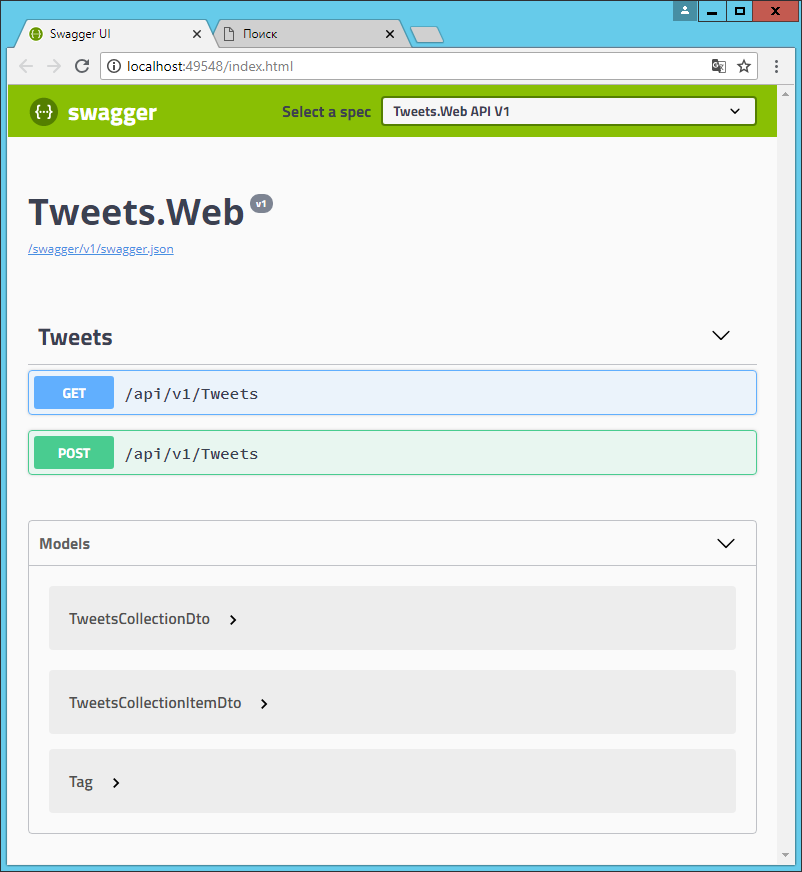 Swagger UI
Поиск
localhost:49548/index.html
{··} swagger
Select a spec
Tweets.Web API V1
Tweets.Web v1
/swagger/v1/swagger.json
Tweets
GET /api/v1/Tweets
POST /api/v1/Tweets
Models
TweetsCollectionDto
TweetsCollectionItemDto
Tag